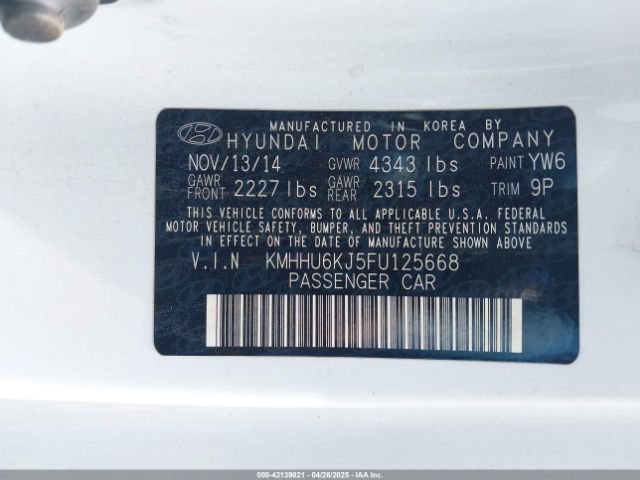 MANUFACTURED IN KOREA BY
HYUNDAI MOTOR COMPANY
NOV/13/14 GVWR 4343 lbs PAINT YW6
GAWR FRONT 2227 lbs GAWR REAR 2315 lbs TRIM 9P
THIS VEHICLE CONFORMS TO ALL APPLICABLE U.S.A. FEDERAL
MOTOR VEHICLE SAFETY, BUMPER, AND THEFT PREVENTION STANDARDS
IN EFFECT ON THE DATE OF MANUFACTURE SHOWN ABOVE
V.I.N KMHHU6KJ5FU125668
PASSENGER CAR
000-42139821 - 04/28/2025 - IAAI.COM